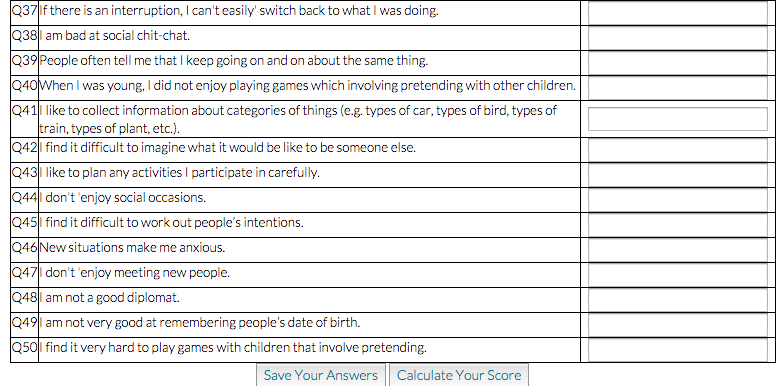 Q37 If there is an interruption, I can't easily' switch back to what I was doing.
Q38 I am bad at social chit-chat.
Q39 People often tell me that I keep going on and on about the same thing.
Q40 When I was young, I did not enjoy playing games which involving pretending with other children.
Q41 I like to collect information about categories of things (e.g. types of car, types of bird, types of
train, types of plant, etc.).
Q42 I find it difficult to imagine what it would be like to be someone else.
Q43 I like to plan any activities I participate in carefully.
Q44 I don't 'enjoy social occasions.
Q45 I find it difficult to work out people's intentions.
Q46 New situations make me anxious.
Q47 I don't 'enjoy meeting new people.
Q48 I am not a good diplomat.
Q49 I am not very good at remembering people's date of birth.
Q50 I find it very hard to play games with children that involve pretending.
Save Your Answers Calculate Your Score